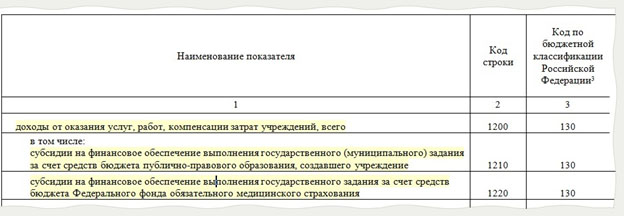 Наименование показателя
Код
строки
Код по
бюджетной
классификации
Российской
Федерации³
1
2
3
доходы от оказания услуг, работ, компенсации затрат учреждений, всего
1200
130
в том числе:
субсидии на финансовое обеспечение выполнения государственного (муниципального) задания
за счет средств бюджета публично-правового образования, создавшего учреждение
1210
130
субсидии на финансовое обеспечение выполнения государственного задания за счет средств
бюджета Федерального фонда обязательного медицинского страхования
1220
130